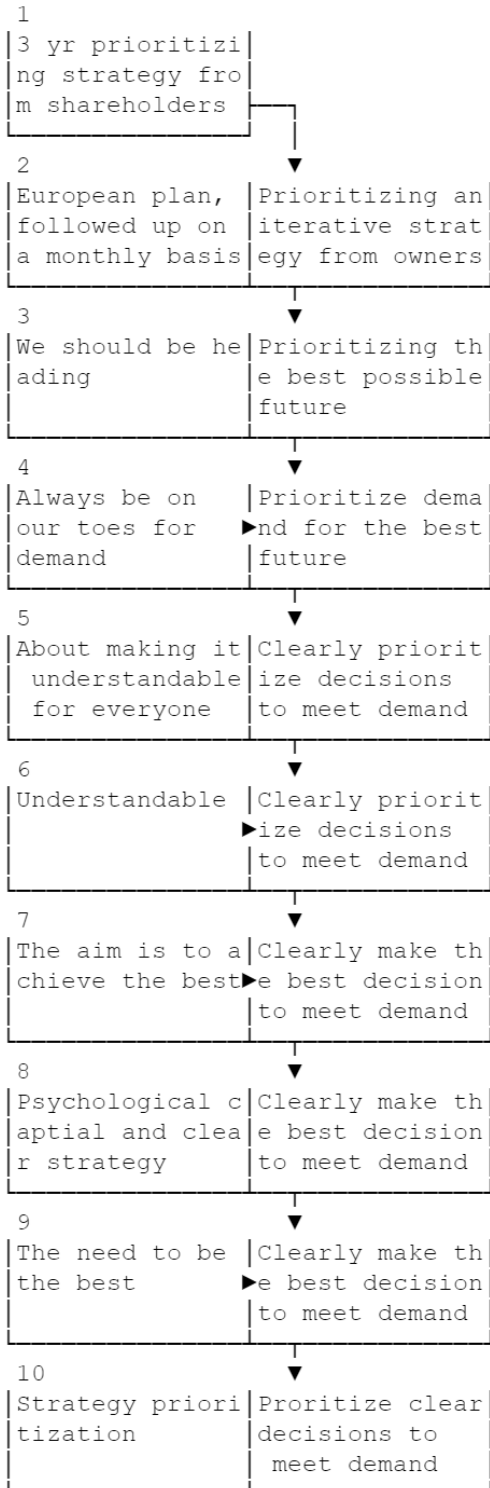 1
3 yr prioritizi
ng strategy fro
m shareholders
2
European plan, Prioritizing an
followed up on iterative strat
a monthly basis egy from owners
3
We should be he Prioritizing th
ading e best possible
future
4
Always be on Prioritize dema
our toes for nd for the best
demand future
5
About making it Clearly priorit
understandable ize decisions
for everyone to meet demand
6
Understandable Clearly priorit
ize decisions
to meet demand
7
The aim is to a Clearly make th
chieve the best e best decision
to meet demand
8
Psychological c Clearly make th
aptial and clea e best decision
r strategy to meet demand
9
The need to be Clearly make th
the best e best decision
to meet demand
10
Strategy priori Proritize clear
tization decisions to
meet demand